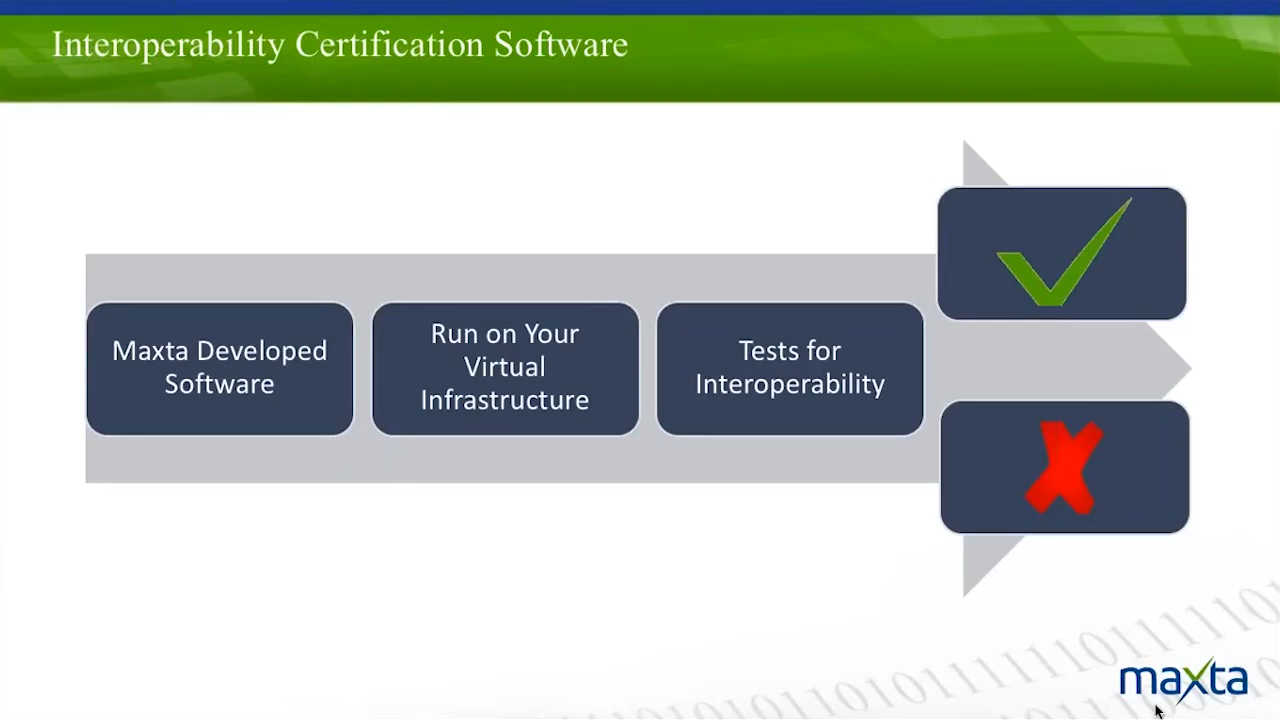 Interoperability Certification Software
Maxta Developed
Software
Run on Your
Virtual
Infrastructure
Tests for
Interoperability
maxta